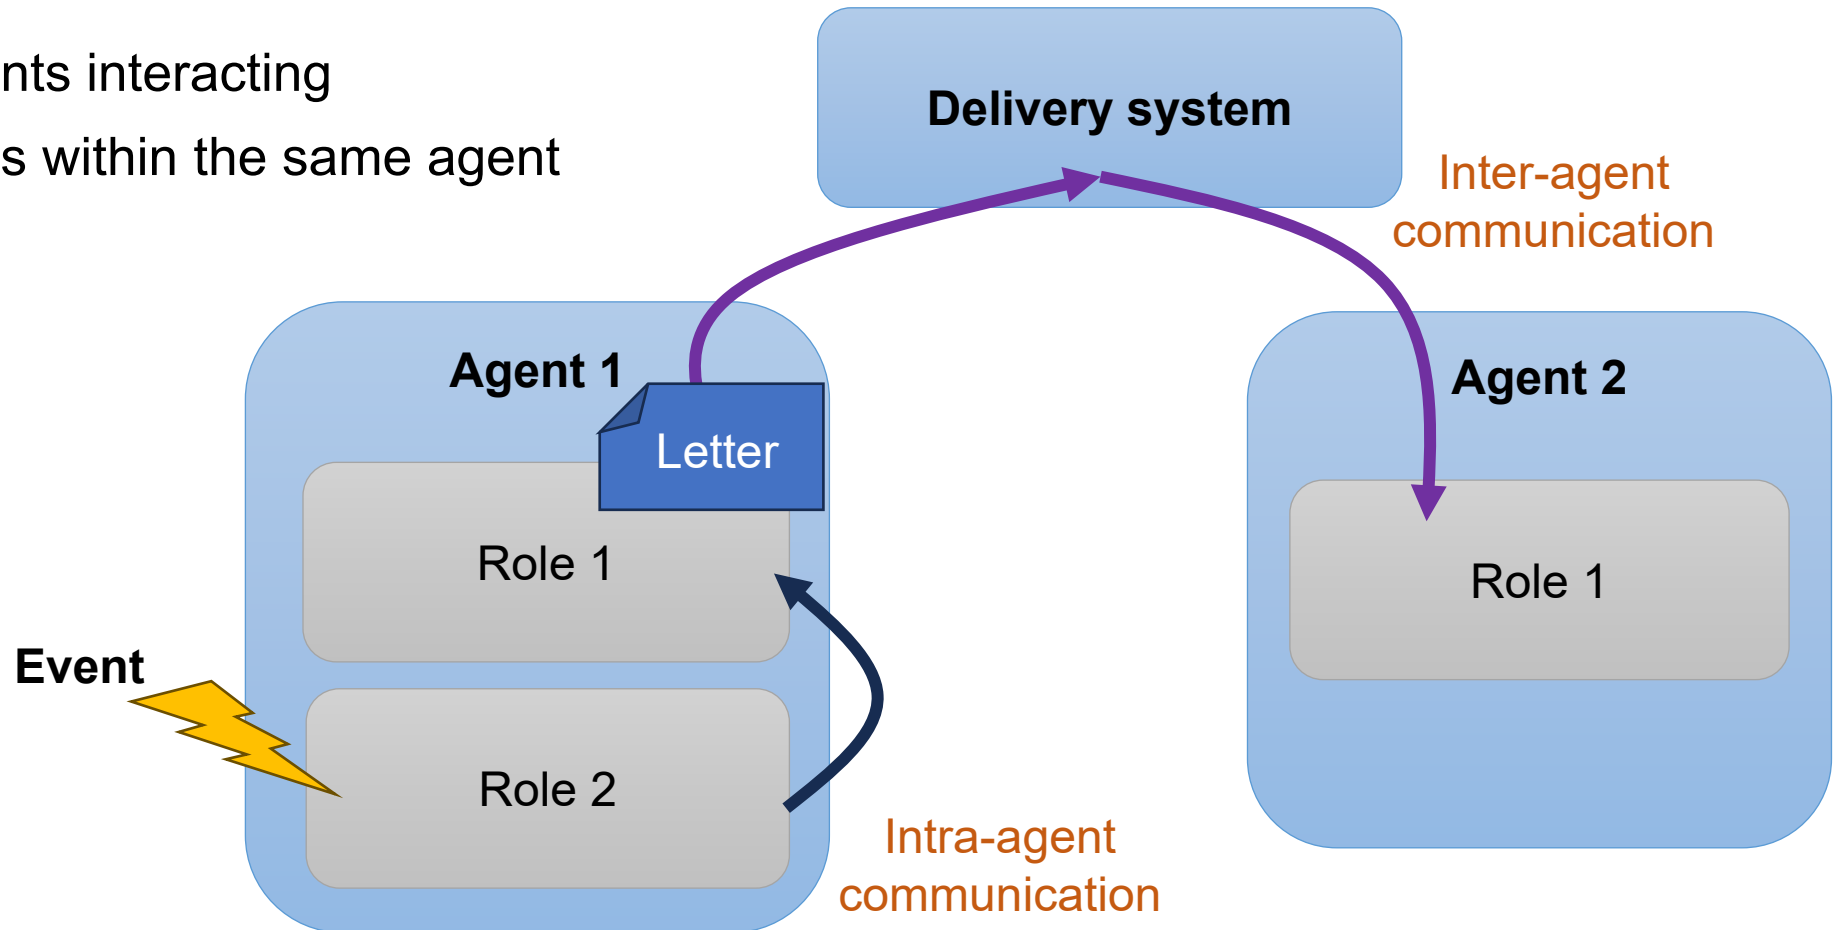 nts interacting
s within the same agent
Delivery system
Inter-agent
communication
Agent 1
Letter
Role 1
Event
Role 2
Intra-agent
communication
Agent 2
Role 1